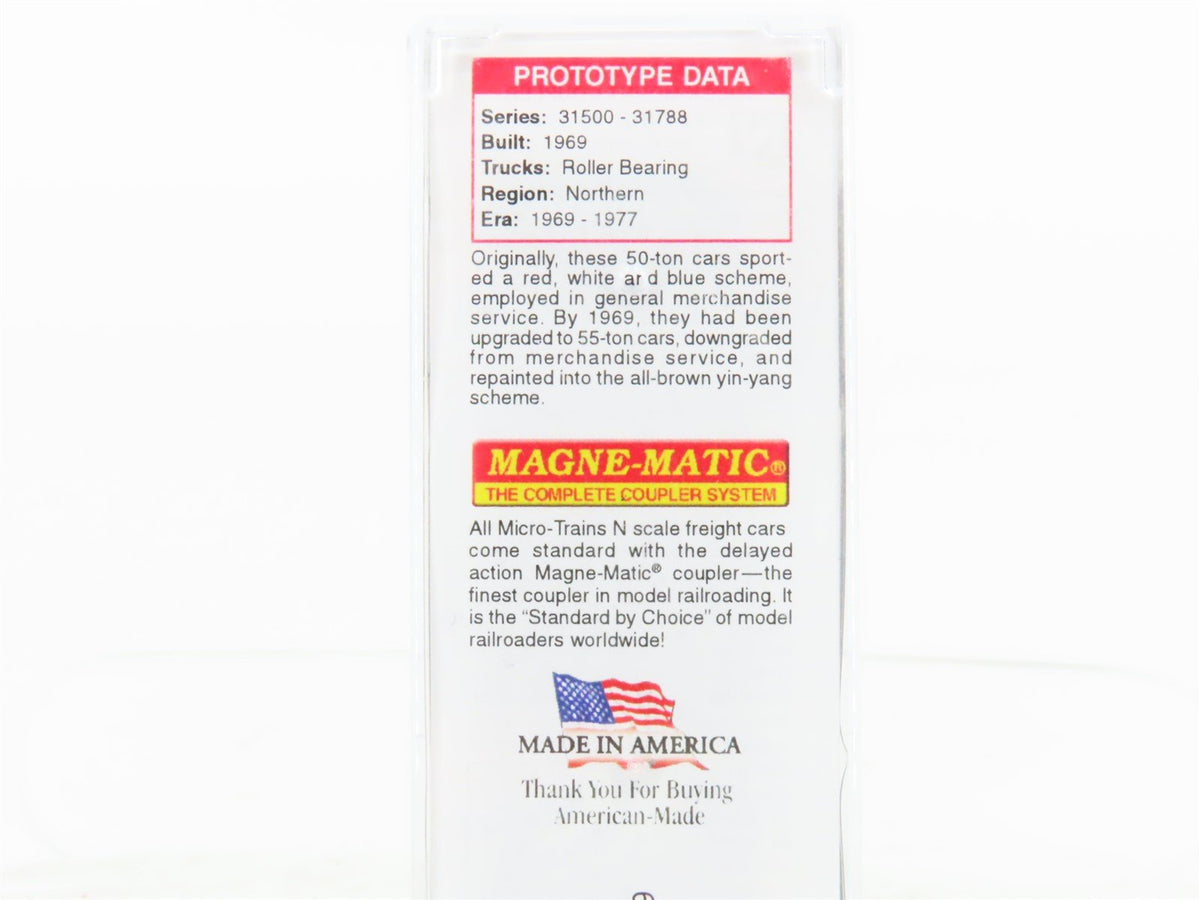 PROTOTYPE DATA
Series: 31500 - 31788
Built: 1969
Trucks: Roller Bearing
Region: Northern
Era: 1969 - 1977
Originally, these 50-ton cars sport-
ed a red, white ar d blue scheme,
employed in general merchandise
service. By 1969, they had been
upgraded to 55-ton cars, downgraded
from merchandise service, and
repainted into the all-brown yin-yang
scheme.
MAGNE-MATIC®
THE COMPLETE COUPLER SYSTEM
All Micro-Trains N scale freight cars
come standard with the delayed
action Magne-Matic® coupler—the
finest coupler in model railroading. It
is the “Standard by Choice” of model
railroaders worldwide!
MADE IN AMERICA
Thank You For Buying
American-Made